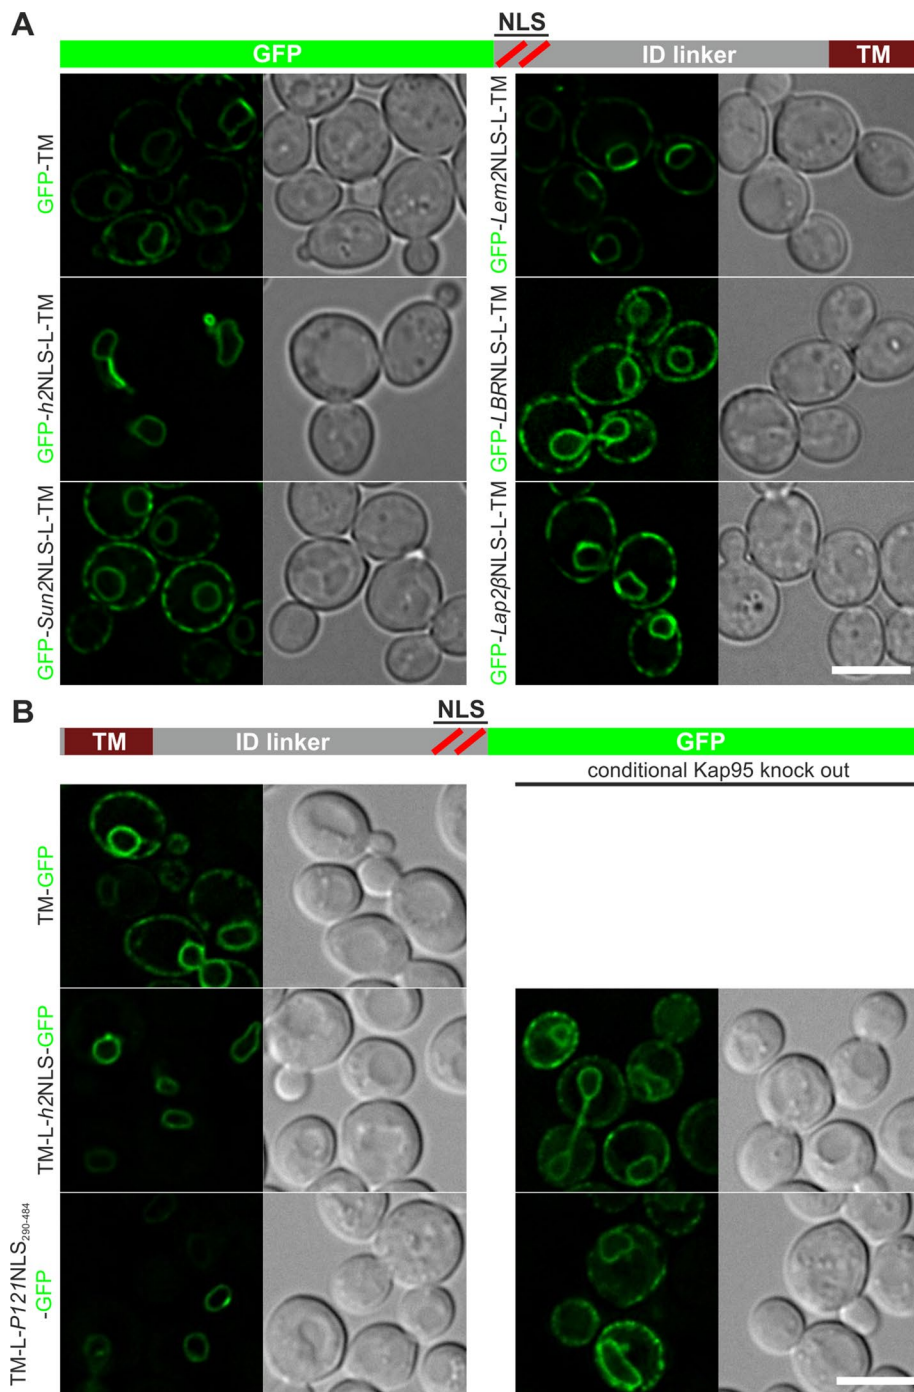 A
NLS
GFP
ID linker
TM
GFP-TM
GFP-Lem2NLS-L-TM
GFP-h2NLS-L-TM
GFP-LBRNLS-L-TM
GFP-Sun2NLS-L-TM
GFP-Lap2βNLS-L-TM
B
NLS
TM
ID linker
GFP
conditional Kap95 knock out
TM-GFP
TM-L-h2NLS-GFP
TM-L-P121NLS290-484
-GFP